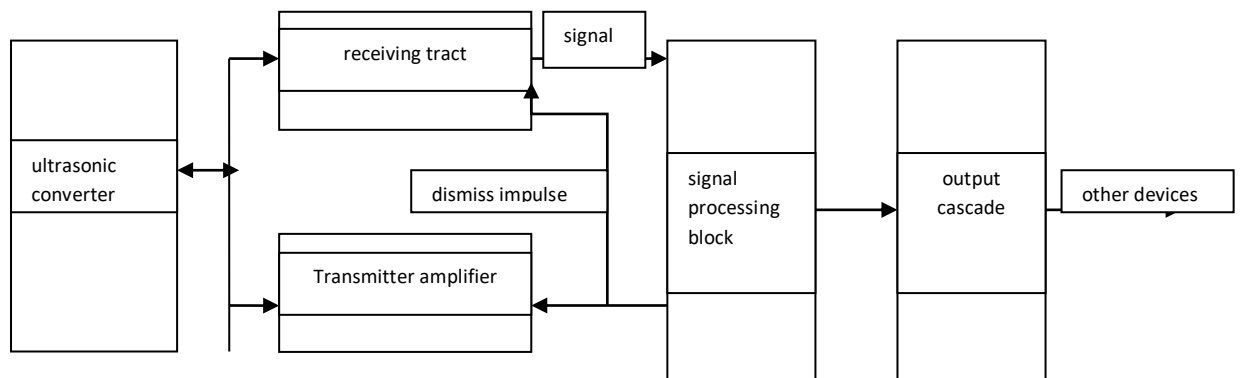 ultrasonic
converter
receiving tract
signal
dismiss impulse
Transmitter amplifier
signal
processing
block
output
cascade
other devices